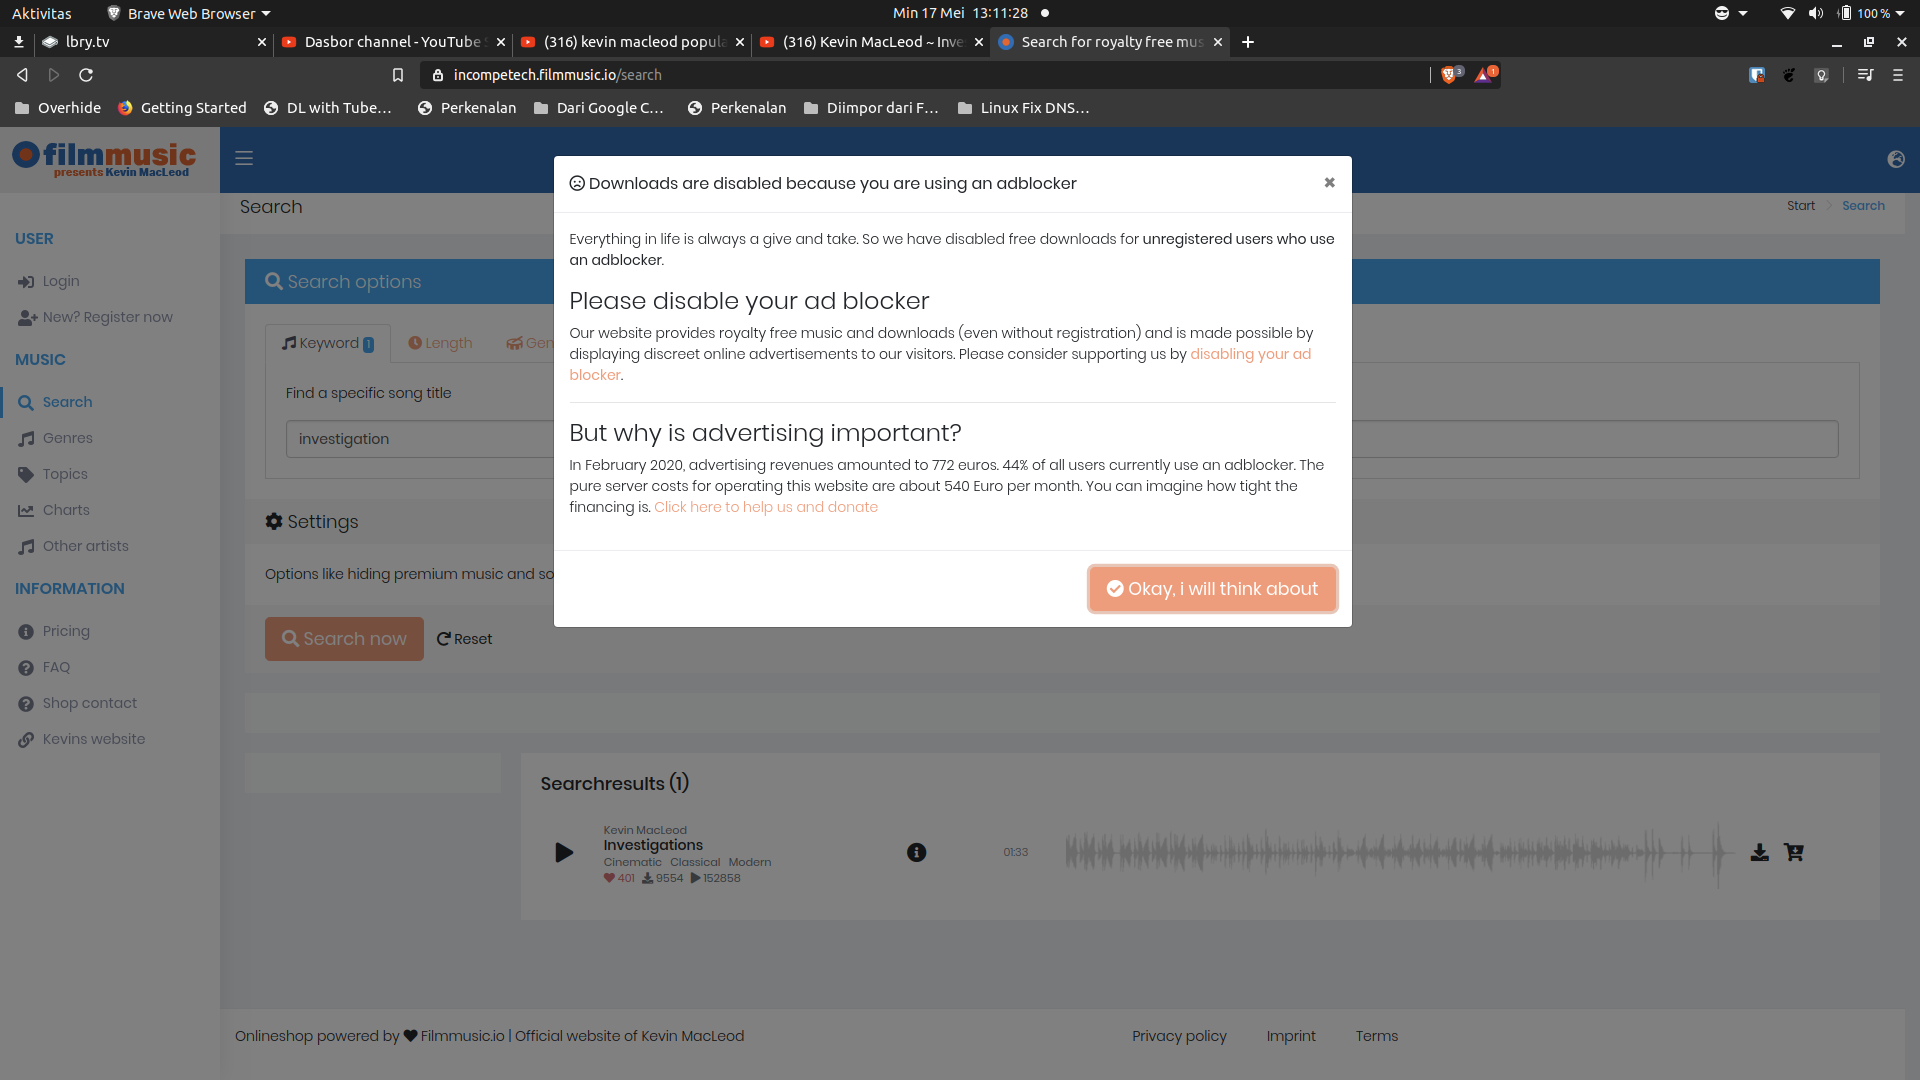 Aktivitas
Brave Web Browser
Min 17 Mei 13:11:28
100 %
lbry.tv
Dasbor channel - YouTube S
(316) kevin macleod popula
(316) Kevin MacLeod ~ Inve
Search for royalty free mus
incompetech.filmmusic.io/search
3
1
Overhide
Getting Started
DL with Tube…
Perkenalan
Dari Google C…
Perkenalan
Diimpor dari F…
Linux Fix DNS…
filmmusic
presents Kevin MacLeod
Search
Start
Search
USER
Login
New? Register now
MUSIC
Search
Genres
Topics
Charts
Other artists
INFORMATION
Pricing
FAQ
Shop contact
Kevins website
Search options
Keyword 1
Length
Gen
Find a specific song title
investigation
Settings
Options like hiding premium music and so
Search now
Reset
Downloads are disabled because you are using an adblocker
Everything in life is always a give and take. So we have disabled free downloads for unregistered users who use
an adblocker.
Please disable your ad blocker
Our website provides royalty free music and downloads (even without registration) and is made possible by
displaying discreet online advertisements to our visitors. Please consider supporting us by disabling your ad
blocker.
But why is advertising important?
In February 2020, advertising revenues amounted to 772 euros. 44% of all users currently use an adblocker. The
pure server costs for operating this website are about 540 Euro per month. You can imagine how tight the
financing is. Click here to help us and donate
Okay, i will think about
Searchresults (1)
Kevin MacLeod
Investigations
Cinematic Classical Modern
401 9554 152858
01:33
Onlineshop powered by Filmmusic.io | Official website of Kevin MacLeod
Privacy policy
Imprint
Terms